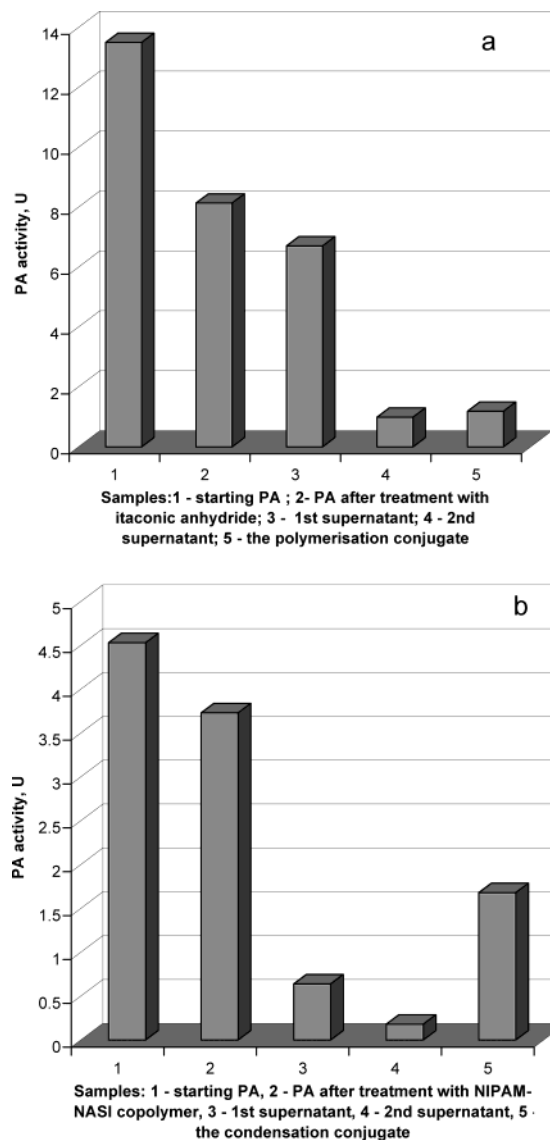 a
14
12
10
8
6
4
2
0
PA activity, U
1 2 3 4 5
Samples:1 - starting PA ; 2- PA after treatment with
itaconic anhydride; 3 - 1st supernatant; 4 - 2nd
supernatant; 5 - the polymerisation conjugate
b
5
4.5
4
3.5
3
2.5
2
1.5
1
0.5
0
PA activity, U
1 2 3 4 5
Samples: 1 - starting PA, 2 - PA after treatment with NIPAM-
NASI copolymer, 3 - 1st supernatant, 4 - 2nd supernatant, 5 -
the condensation conjugate